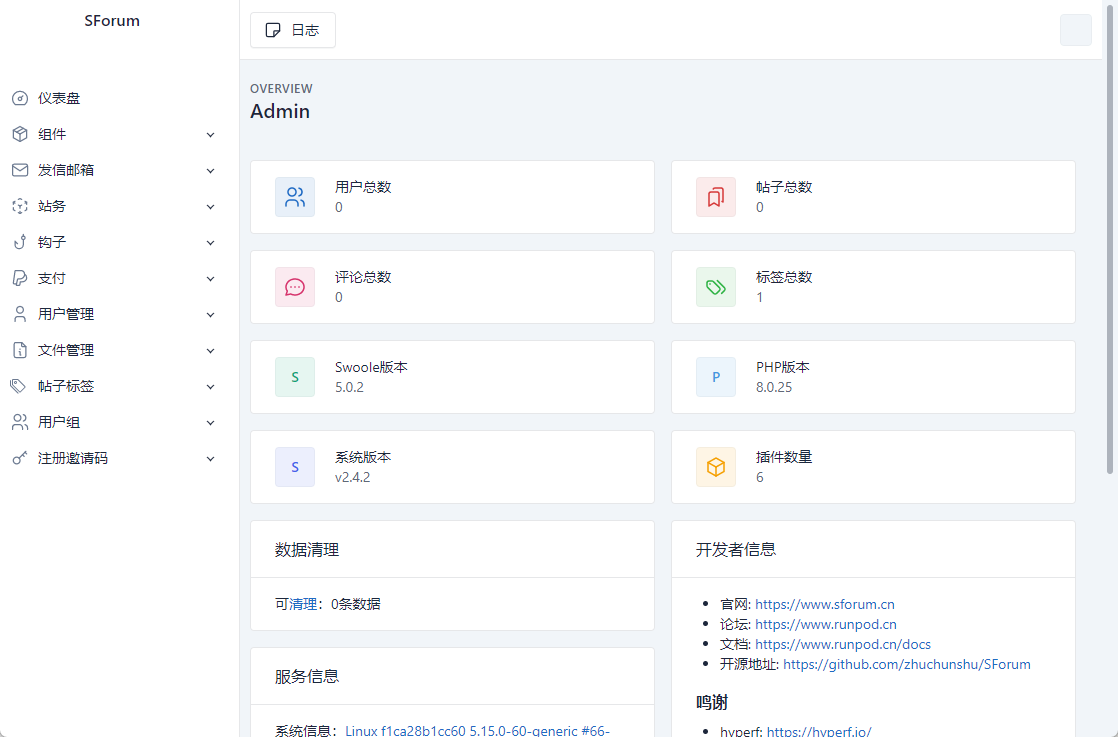 SForum
日志
仪表盘
组件
发信邮箱
站务
钩子
支付
用户管理
文件管理
帖子标签
用户组
注册邀请码
OVERVIEW
Admin
用户总数
0
帖子总数
0
评论总数
0
标签总数
1
S
Swoole版本
5.0.2
P
PHP版本
8.0.25
S
系统版本
v2.4.2
插件数量
6
数据清理
可清理：0条数据
服务信息
系统信息：Linux f1ca28b1cc60 5.15.0-60-generic #66-
开发者信息
官网: https://www.sforum.cn
论坛: https://www.runpod.cn
文档: https://www.runpod.cn/docs
开源地址: https://github.com/zhuchunshu/SForum
鸣谢
hyperf: https://hyperf.io/